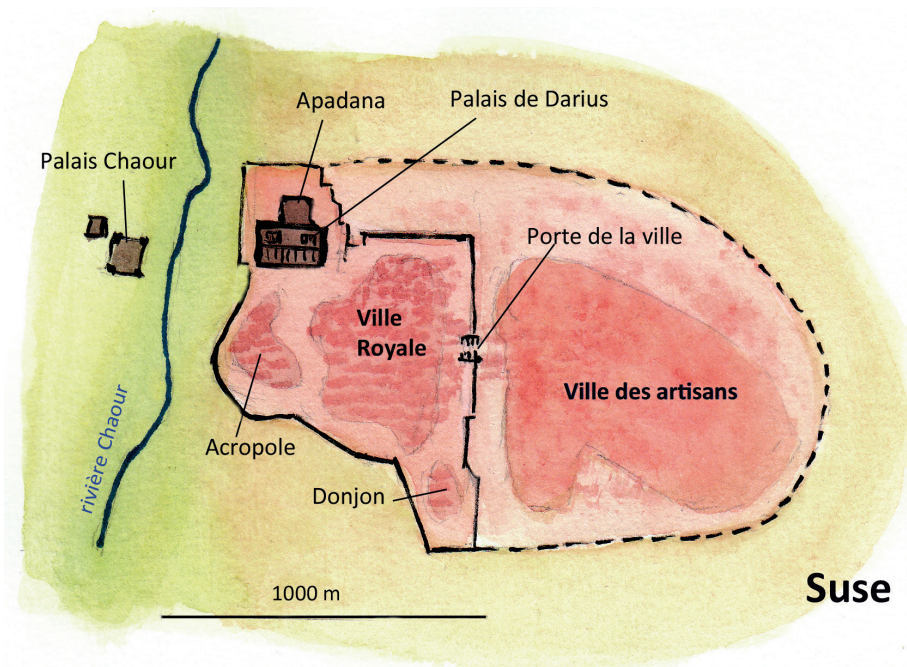 Apadana
Palais de Darius
Palais Chaour
Porte de la ville
Ville
Royale
Ville des artisans
Acropole
rivière Chaour
Donjon
1000 m
Suse